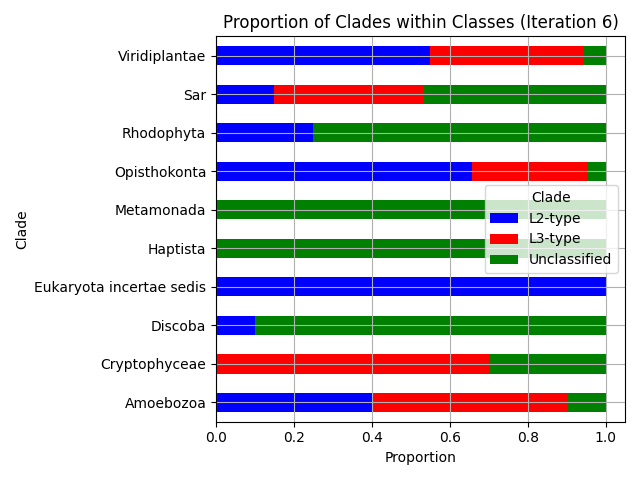 Proportion of Clades within Classes (Iteration 6)
Clade
Viridiplantae
Sar
Rhodophyta
Opisthokonta
Metamonada
Haptista
Eukaryota incertae sedis
Discoba
Cryptophyceae
Amoebozoa
Clade
L2-type
L3-type
Unclassified
0.0 0.2 0.4 0.6 0.8 1.0
Proportion